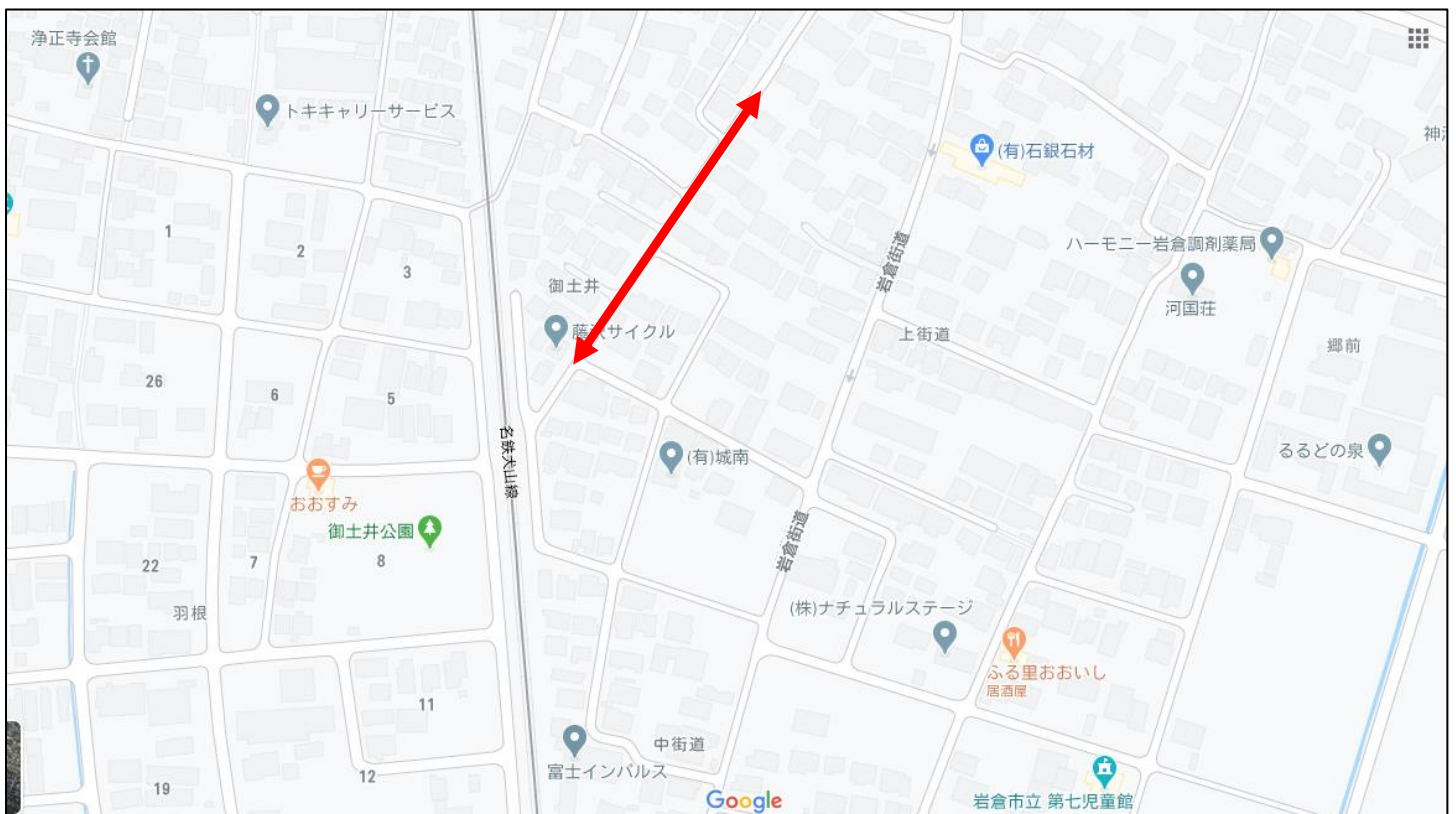 浄正寺会館
トキキャリーサービス
(有)石銀石材
神
1
2
3
御土井
岩倉街道
ハーモニー岩倉調剤薬局
河国荘
藤沢サイクル
上街道
郷前
26
6
5
名鉄犬山線
(有)城南
るるどの泉
おおすみ
御土井公園
岩倉街道
22
7
8
羽根
(株)ナチュラルステージ
ふる里おおいし
居酒屋
11
中街道
富士インパルス
12
19
Google
岩倉市立 第七児童館